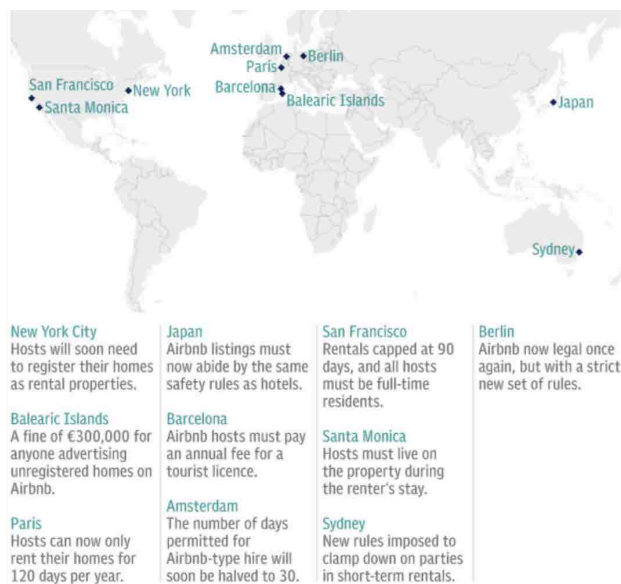 Amsterdam
Berlin
Paris
San Francisco
New York
Barcelona
Santa Monica
Balearic Islands
Japan
Sydney
New York City
Hosts will soon need
to register their homes
as rental properties.
Balearic Islands
A fine of €300,000 for
anyone advertising
unregistered homes on
Airbnb.
Paris
Hosts can now only
rent their homes for
120 days per year.
Japan
Airbnb listings must
now abide by the same
safety rules as hotels.
Barcelona
Airbnb hosts must pay
an annual fee for a
tourist licence.
Amsterdam
The number of days
permitted for
Airbnb-type hire will
soon be halved to 30.
San Francisco
Rentals capped at 90
days, and all hosts
must be full-time
residents.
Santa Monica
Hosts must live on
the property during
the renter's stay.
Sydney
New rules imposed to
clamp down on parties
in short-term rentals.
Berlin
Airbnb now legal once
again, but with a strict
new set of rules.